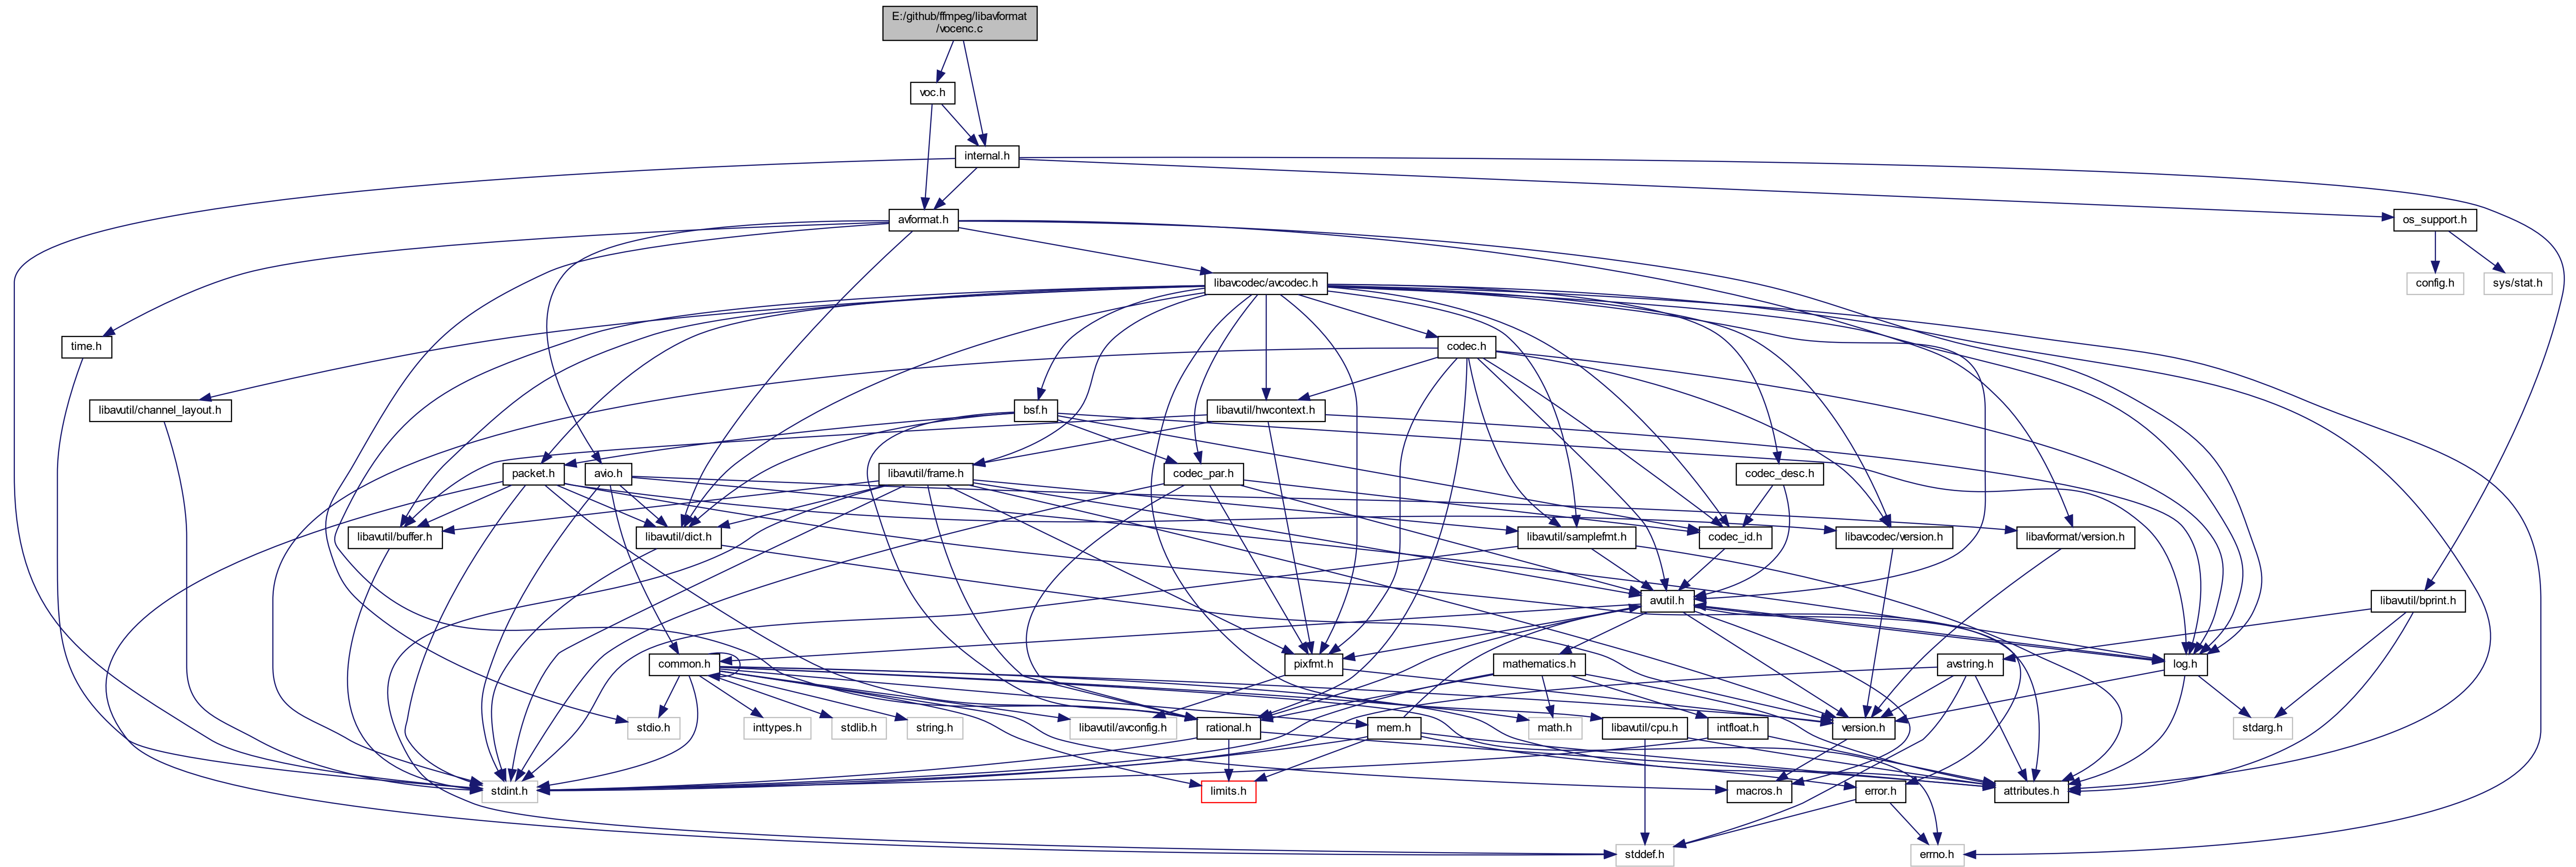 E:/github/ffmpeg/libavformat
/vocenc.c
voc.h
internal.h
avformat.h
os_support.h
libavcodec/avcodec.h
config.h
sys/stat.h
time.h
codec.h
libavutil/channel_layout.h
bsf.h
libavutil/hwcontext.h
packet.h
avio.h
libavutil/frame.h
codec_par.h
codec_desc.h
libavutil/buffer.h
libavutil/dict.h
libavutil/samplefmt.h
codec_id.h
libavcodec/version.h
libavformat/version.h
avutil.h
libavutil/bprint.h
common.h
pixfmt.h
mathematics.h
avstring.h
log.h
stdio.h
inttypes.h
stdlib.h
string.h
libavutil/avconfig.h
rational.h
mem.h
math.h
libavutil/cpu.h
intfloat.h
version.h
stdarg.h
stdint.h
limits.h
macros.h
error.h
attributes.h
stddef.h
errno.h